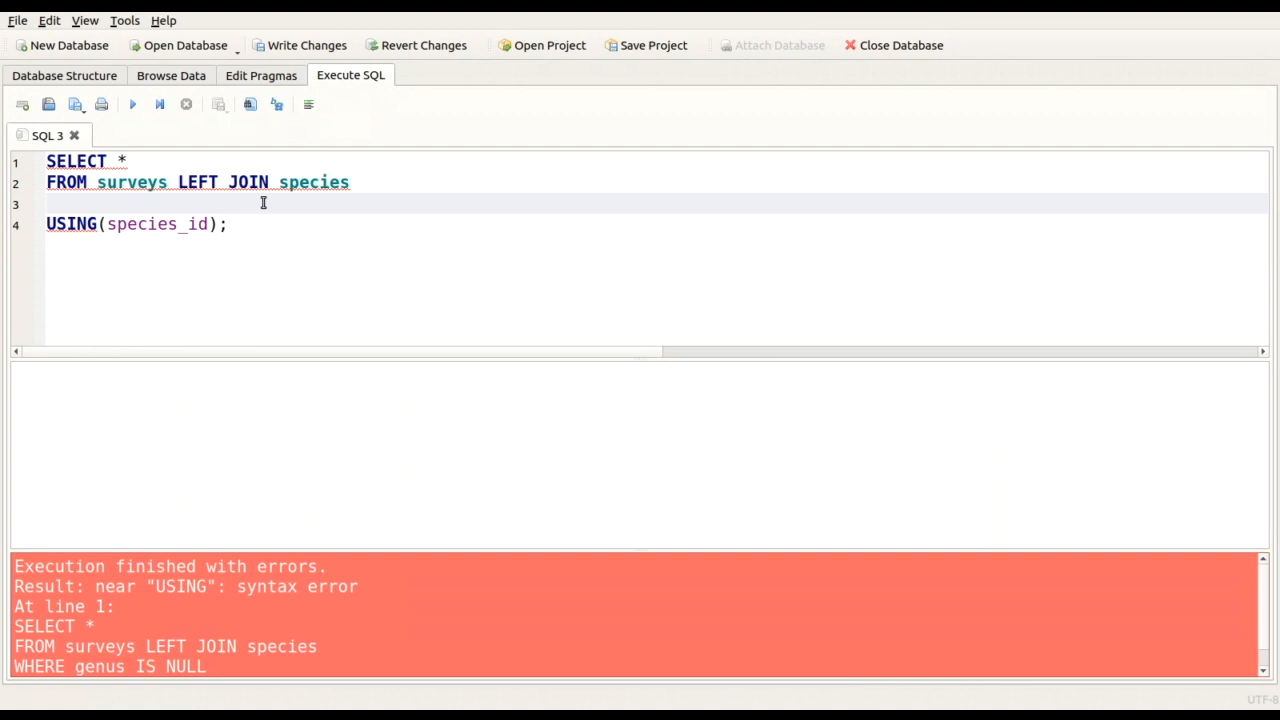 File Edit View Tools Help
New Database Open Database Write Changes Revert Changes Open Project Save Project Attach Database Close Database
Database Structure Browse Data Edit Pragmas Execute SQL
SQL 3
1 SELECT *
2 FROM surveys LEFT JOIN species
3
4 USING(species_id);
Execution finished with errors.
Result: near "USING": syntax error
At line 1:
SELECT *
FROM surveys LEFT JOIN species
WHERE genus IS NULL
UTF-8